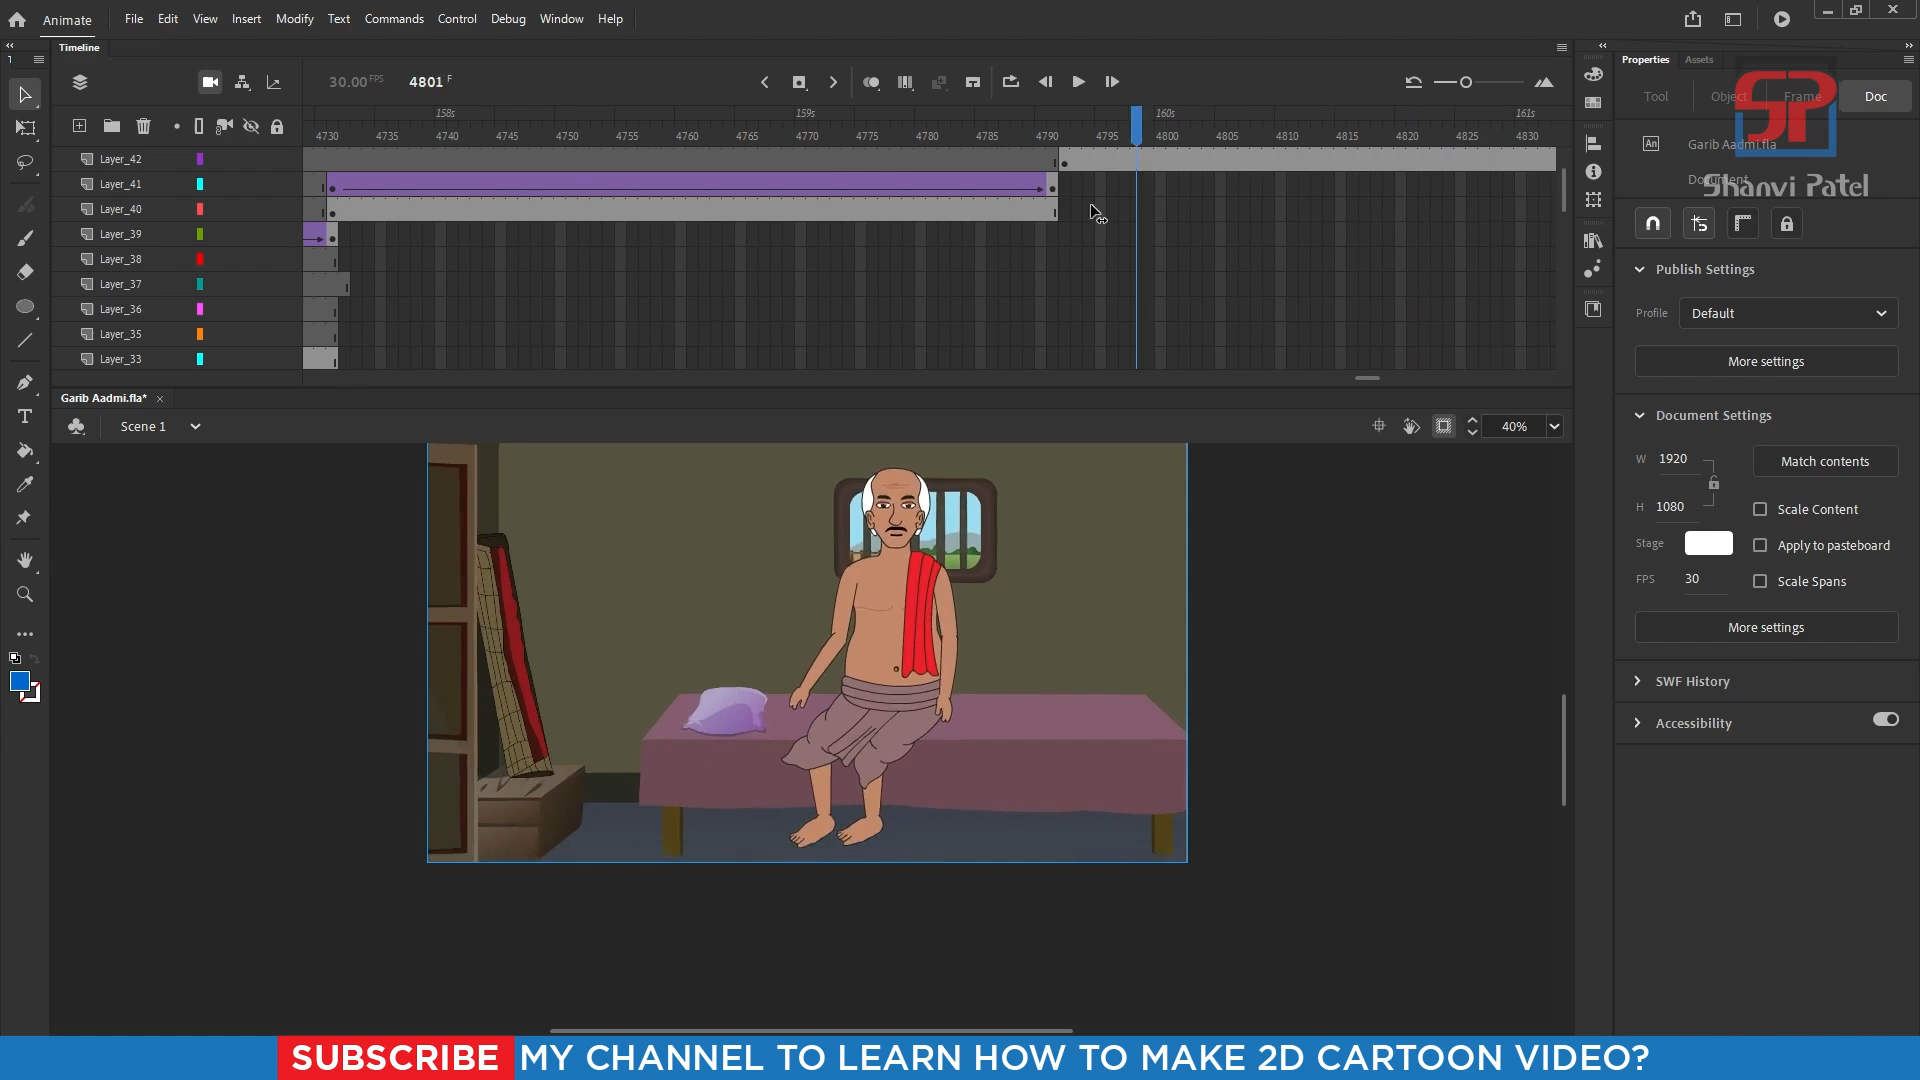 Animate File Edit View Insert Modify Text Commands Control Debug Window Help
Timeline
Properties Assets
30.00 FPS 4801 F
Tool Object Frame Doc
158s 159s 160s 161s
4730 4735 4740 4745 4750 4755 4760 4765 4770 4775 4780 4785 4790 4795 4800 4805 4810 4815 4820 4825 4830
An Garib Aadmi.fla
Document
Shanvi Patel
Layer_42
Layer_41
Layer_40
Layer_39
Layer_38
Layer_37
Layer_36
Layer_35
Layer_33
Publish Settings
Profile Default
More settings
Garib Aadmi.fla* ×
Scene 1
40%
Document Settings
W 1920
Match contents
H 1080
Scale Content
Stage
Apply to pasteboard
FPS 30
Scale Spans
More settings
SWF History
Accessibility
SUBSCRIBE MY CHANNEL TO LEARN HOW TO MAKE 2D CARTOON VIDEO?